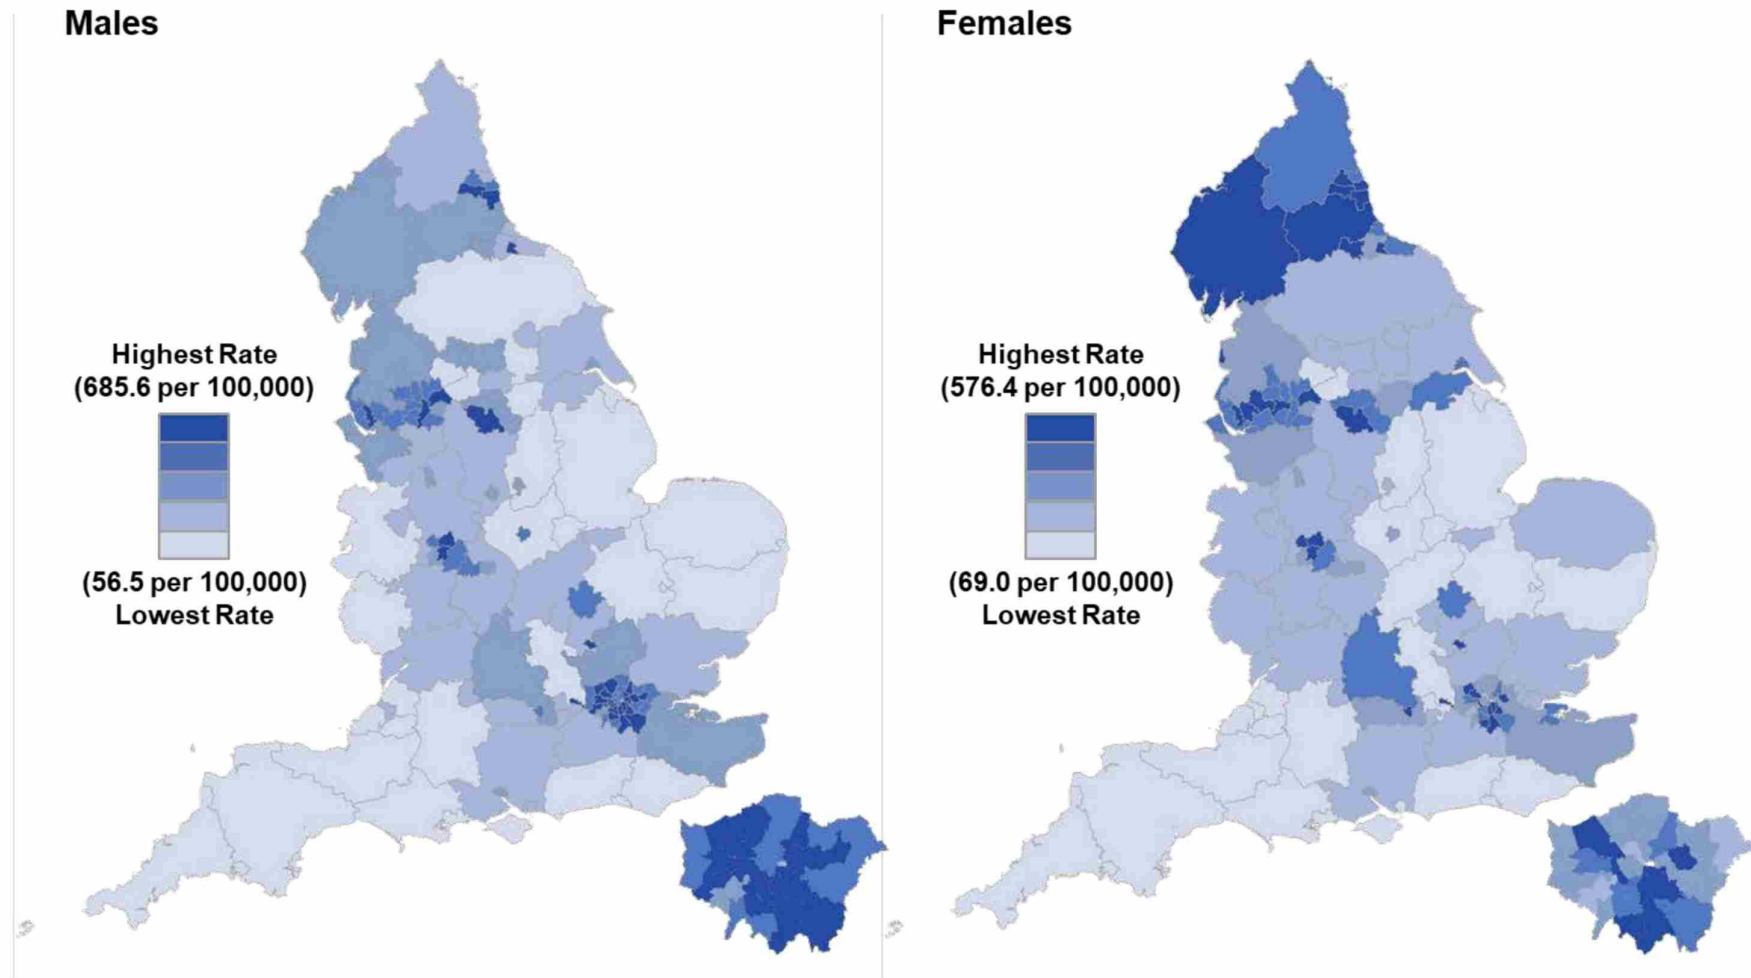 Males
Highest Rate
(685.6 per 100,000)
(56.5 per 100,000)
Lowest Rate
Females
Highest Rate
(576.4 per 100,000)
(69.0 per 100,000)
Lowest Rate